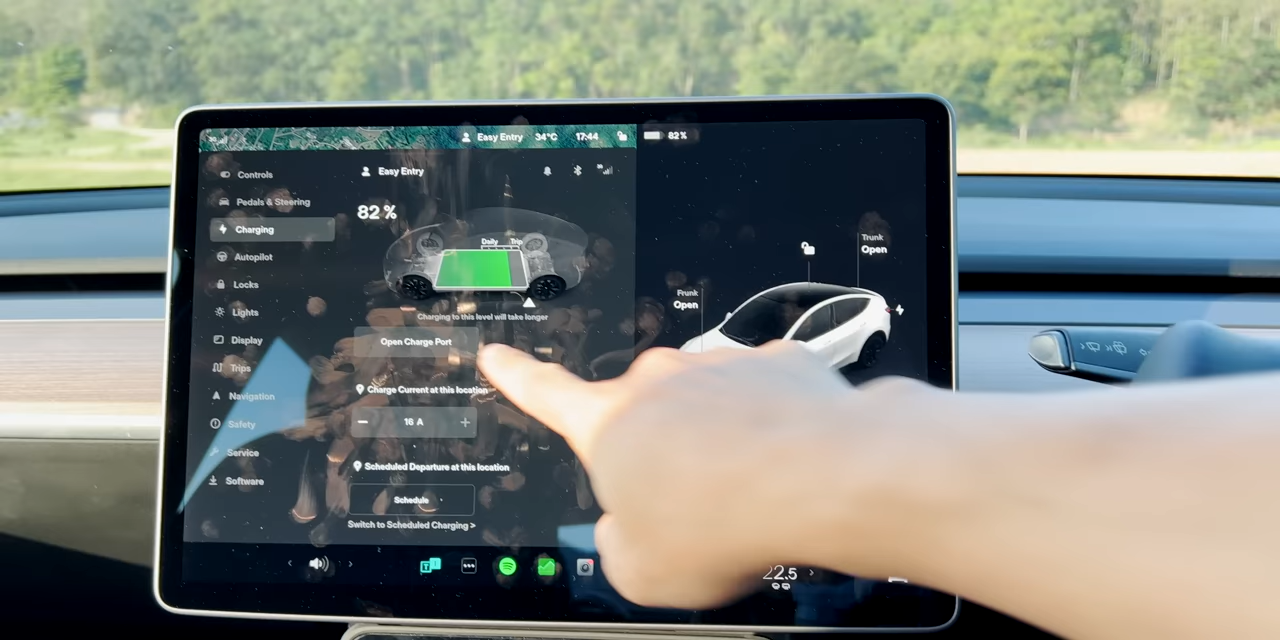 Easy Entry 34°C 17:44
82%
Controls
Pedals & Steering
Charging
Autopilot
Locks
Lights
Display
Trips
Navigation
Safety
Service
Software
Easy Entry
82 %
Daily Trip
Charging to this level will take longer
Open Charge Port
Charge Current at this location
− 16 A +
Scheduled Departure at this location
Schedule
Switch to Scheduled Charging >
Frunk
Open
Trunk
Open
22.5